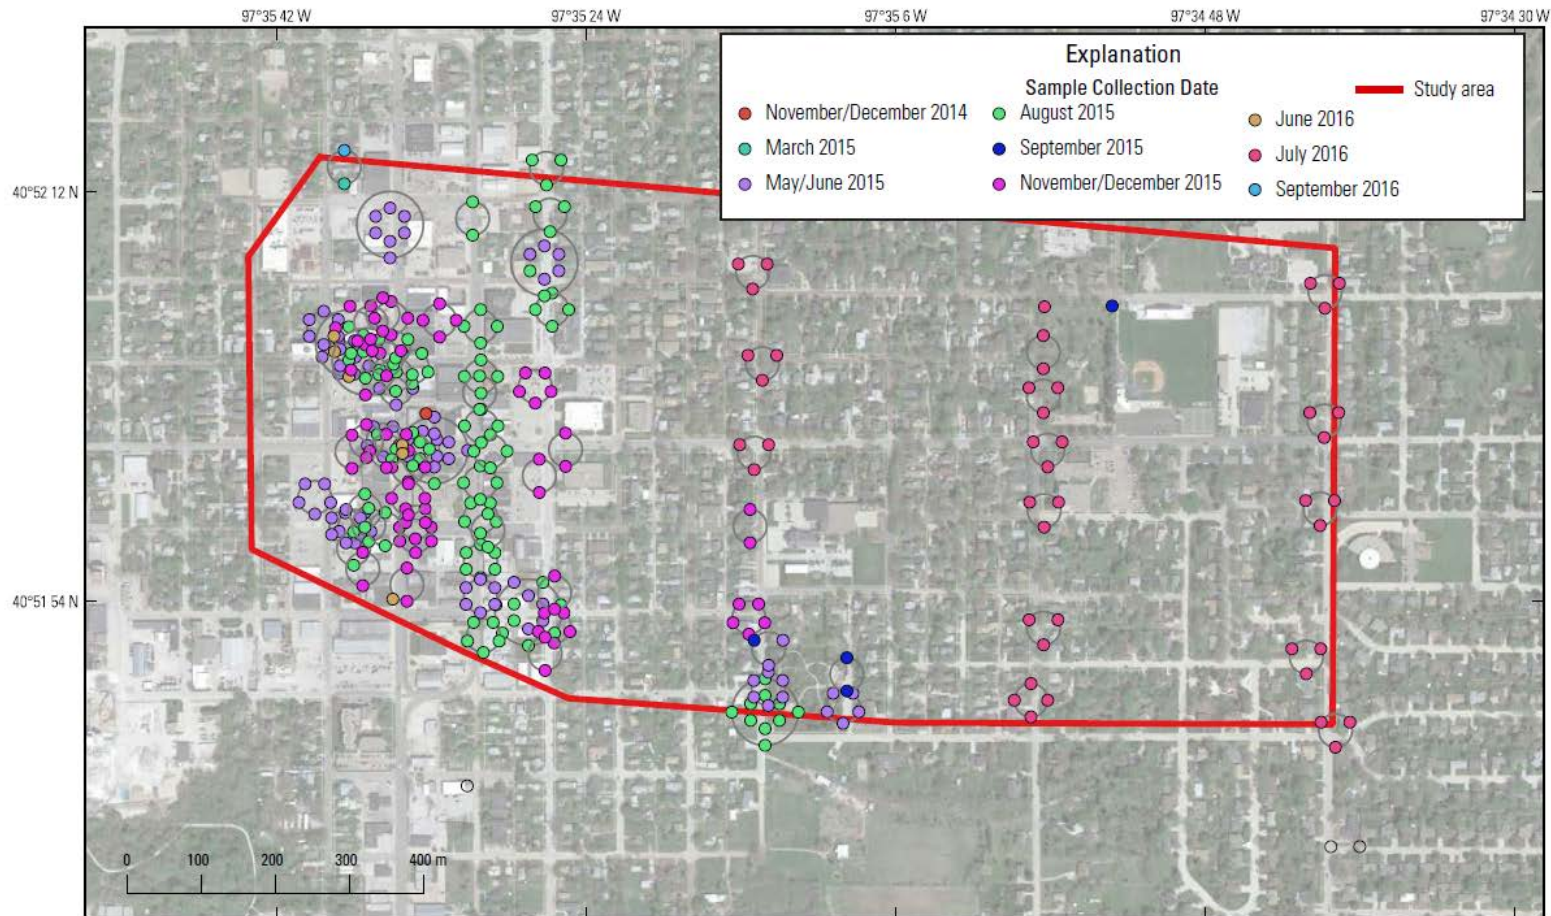 97°35 42 W 97°35 24 W 97°35 6 W 97°34 48 W 97°34 30 W
Explanation
Sample Collection Date
Study area
November/December 2014
March 2015
May/June 2015
August 2015
September 2015
November/December 2015
June 2016
July 2016
September 2016
40°52 12 N
40°51 54 N
0 100 200 300 400 m